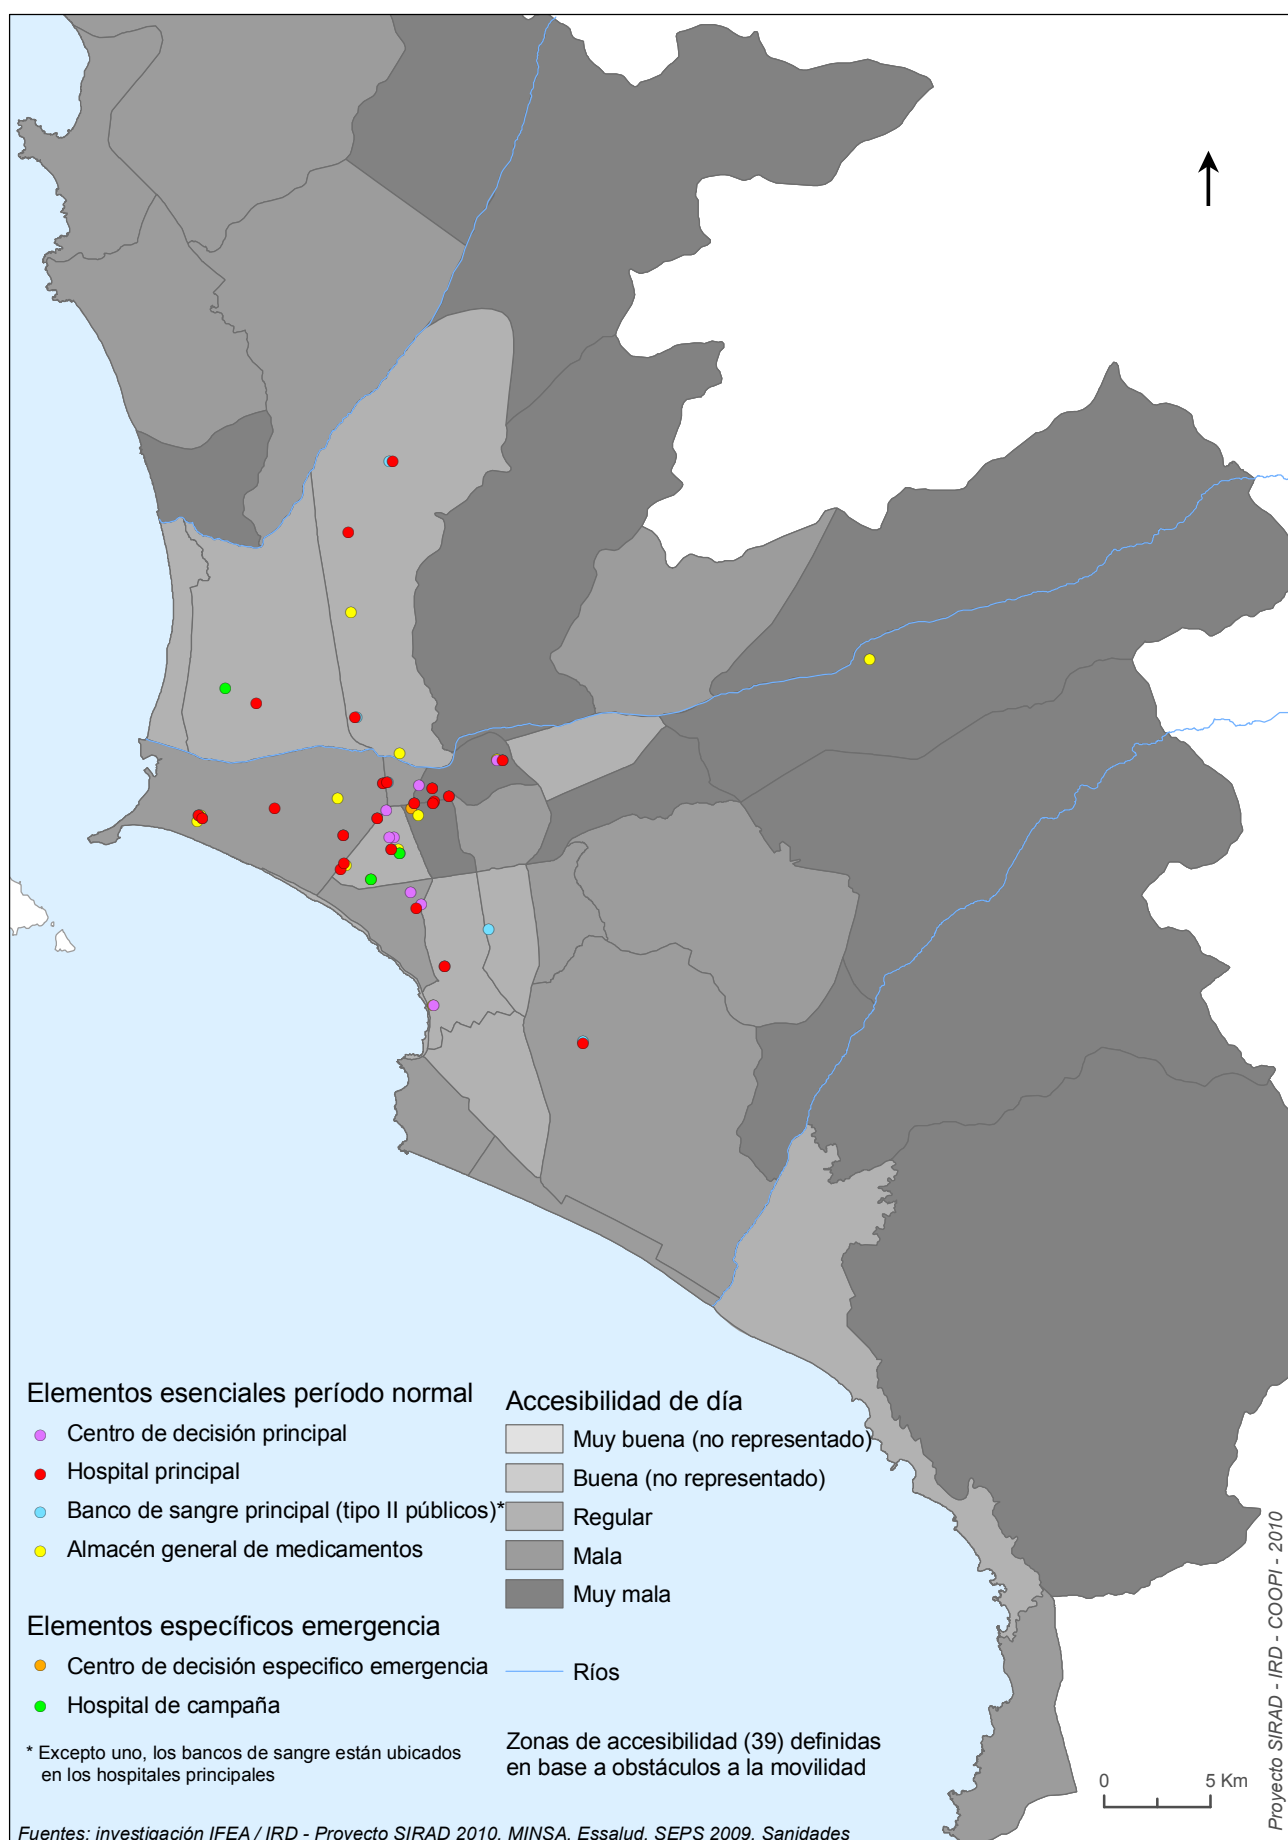 Elementos esenciales período normal
Centro de decisión principal
Hospital principal
Banco de sangre principal (tipo II públicos)*
Almacén general de medicamentos
Elementos específicos emergencia
Centro de decisión especifico emergencia
Hospital de campaña
* Excepto uno, los bancos de sangre están ubicados
en los hospitales principales
Accesibilidad de día
Muy buena (no representado)
Buena (no representado)
Regular
Mala
Muy mala
Ríos
Zonas de accesibilidad (39) definidas
en base a obstáculos a la movilidad
0 5 Km
Proyecto SIRAD - IRD - COOPI - 2010
Fuentes: investigación IFEA / IRD - Proyecto SIRAD 2010, MINSA, Essalud, SEPS 2009, Sanidades